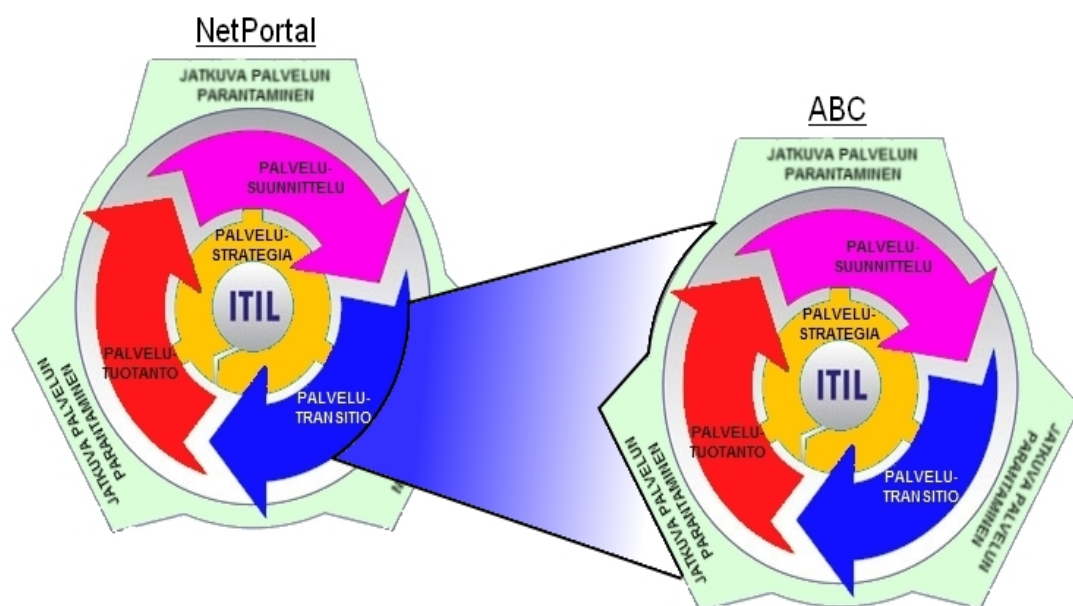 NetPortal
JATKUVA PALVELUN
PARANTAMINEN
PALVELU-
SUUNNITTELU
PALVELU-
STRATEGIA
ITIL
PALVELU-
TUOTANTO
PALVELU-
TRANSITIO
JATKUVA PALVELUN
PARANTAMINEN
ABC
JATKUVA PALVELUN
PARANTAMINEN
PALVELU-
SUUNNITTELU
PALVELU-
STRATEGIA
ITIL
PALVELU-
TUOTANTO
PALVELU-
TRANSITIO
JATKUVA PALVELUN
PARANTAMINEN
JATKUVA PALVELUN
PARANTAMINEN